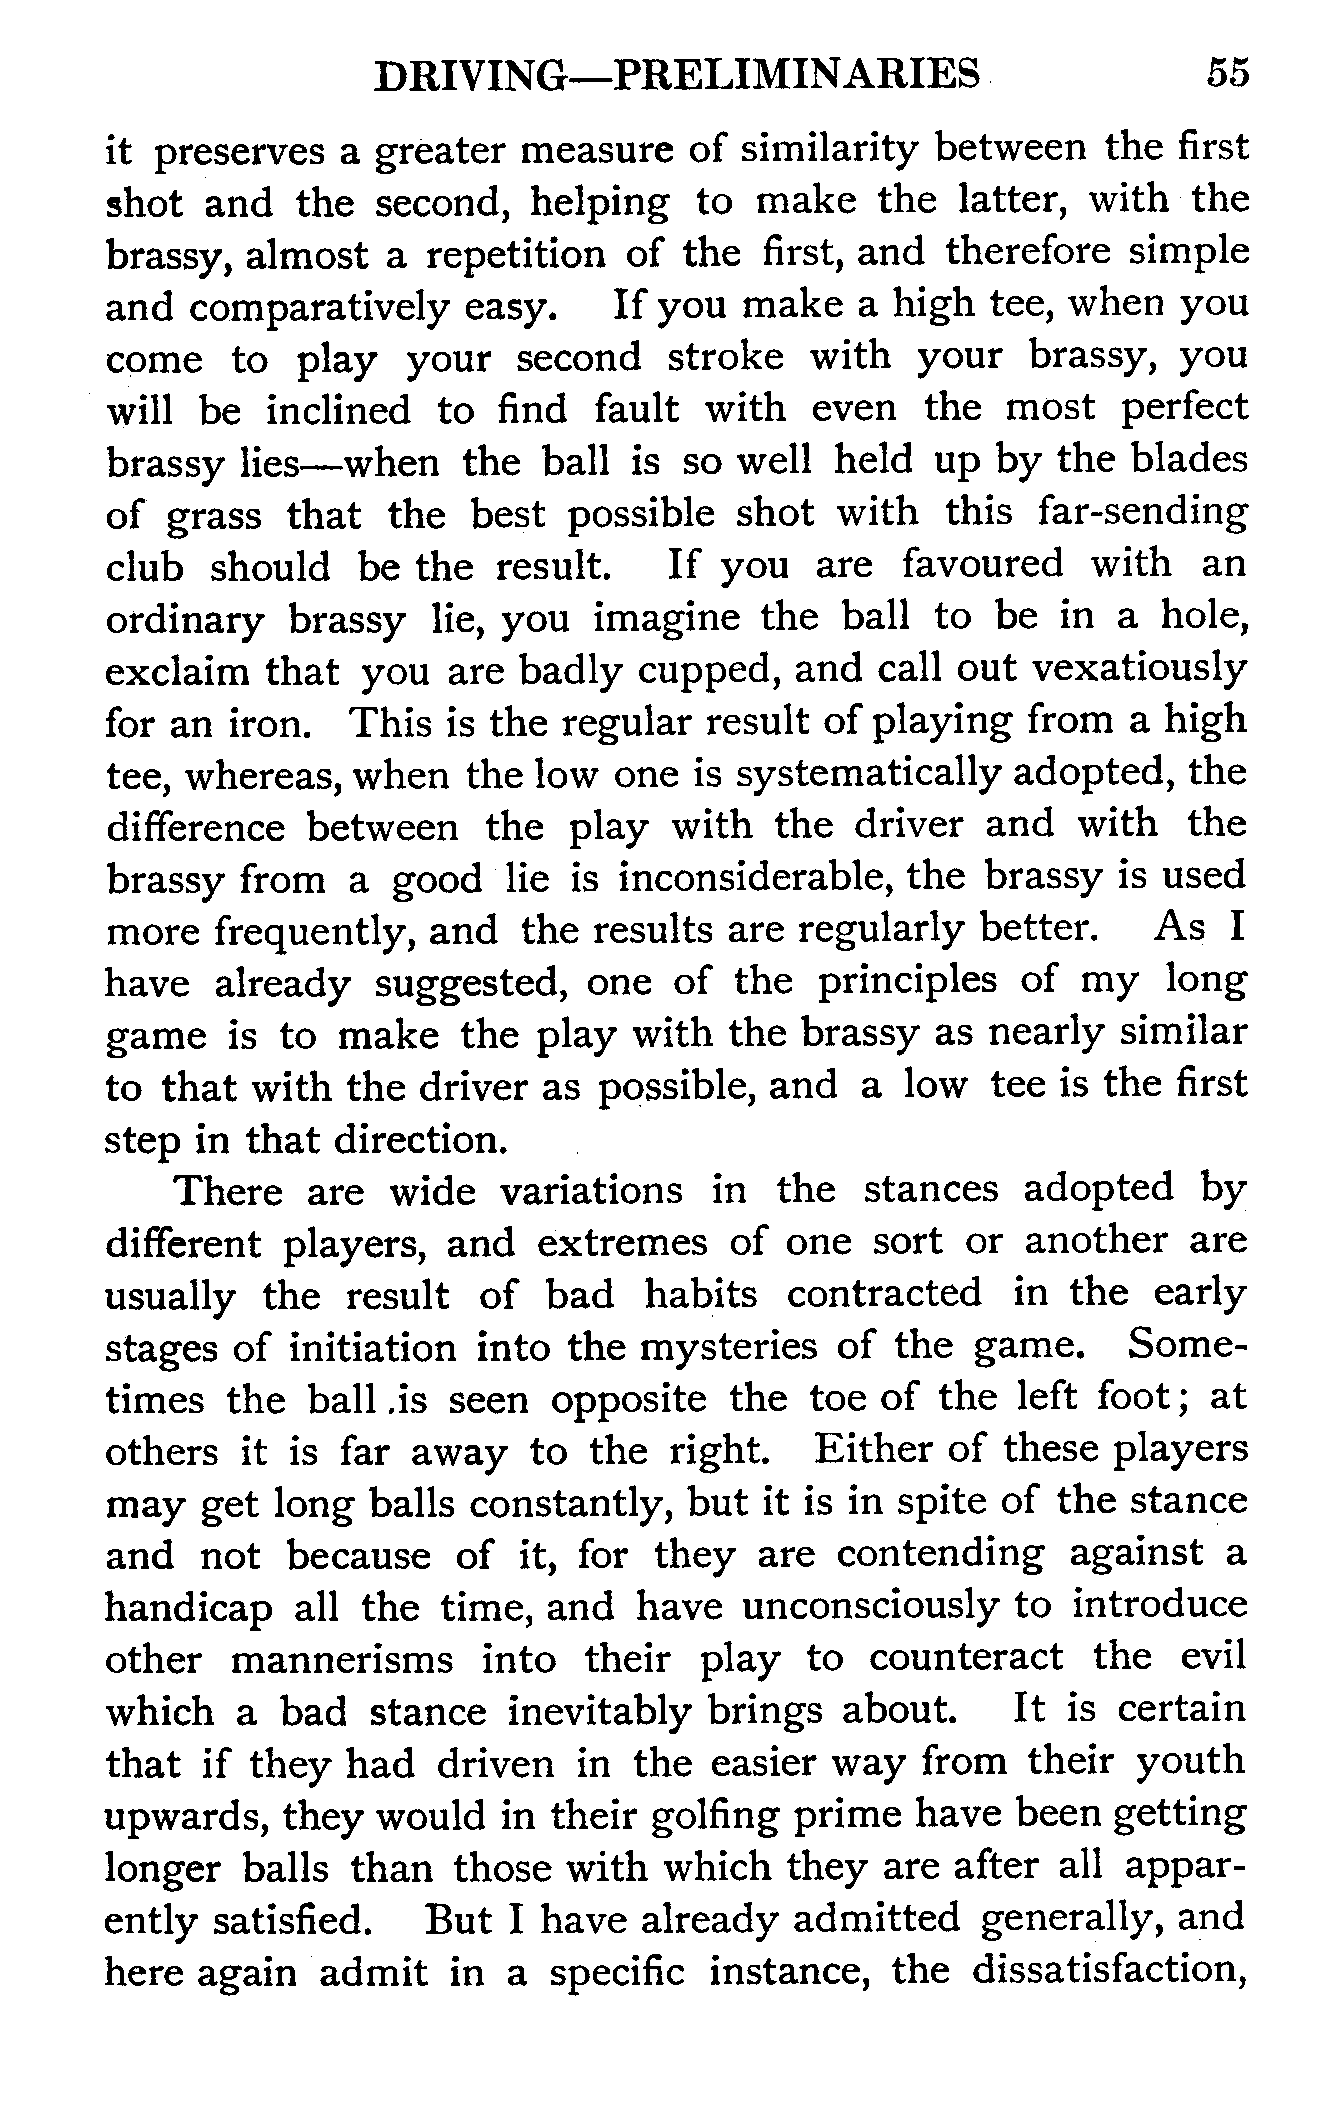 DRIVING—PRELIMINARIES 55
it preserves a greater measure of similarity between the first
shot and the second, helping to make the latter, with the
brassy, almost a repetition of the first, and therefore simple
and comparatively easy. If you make a high tee, when you
come to play your second stroke with your brassy, you
will be inclined to find fault with even the most perfect
brassy lies—when the ball is so well held up by the blades
of grass that the best possible shot with this far-sending
club should be the result. If you are favoured with an
ordinary brassy lie, you imagine the ball to be in a hole,
exclaim that you are badly cupped, and call out vexatiously
for an iron. This is the regular result of playing from a high
tee, whereas, when the low one is systematically adopted, the
difference between the play with the driver and with the
brassy from a good lie is inconsiderable, the brassy is used
more frequently, and the results are regularly better. As I
have already suggested, one of the principles of my long
game is to make the play with the brassy as nearly similar
to that with the driver as possible, and a low tee is the first
step in that direction.
There are wide variations in the stances adopted by
different players, and extremes of one sort or another are
usually the result of bad habits contracted in the early
stages of initiation into the mysteries of the game. Some-
times the ball .is seen opposite the toe of the left foot; at
others it is far away to the right. Either of these players
may get long balls constantly, but it is in spite of the stance
and not because of it, for they are contending against a
handicap all the time, and have unconsciously to introduce
other mannerisms into their play to counteract the evil
which a bad stance inevitably brings about. It is certain
that if they had driven in the easier way from their youth
upwards, they would in their golfing prime have been getting
longer balls than those with which they are after all appar-
ently satisfied. But I have already admitted generally, and
here again admit in a specific instance, the dissatisfaction,